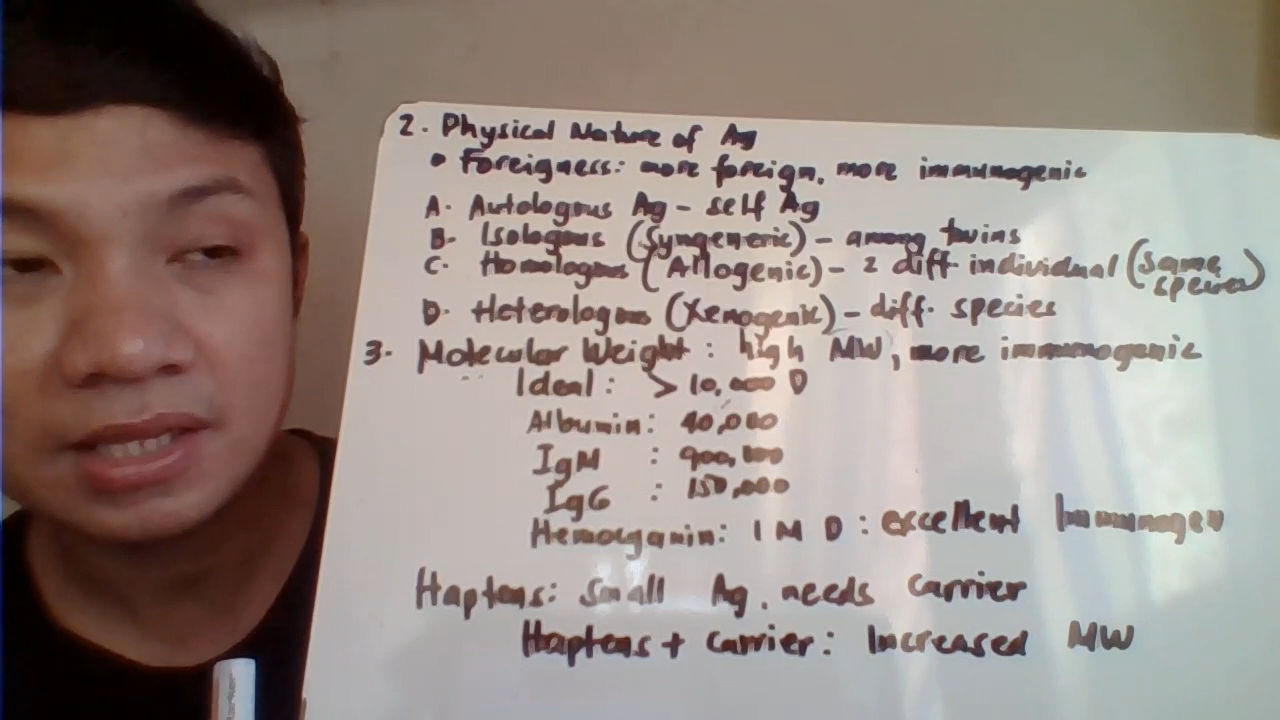 2. Physical Nature of Ag
• Foreigness: more foreign, more immunogenic
A. Autologous Ag - self Ag
B. Isologous (Syngeneric) - among twins
C. Homologous (Allogenic) - 2 diff individual (same species)
D. Heterologous (Xenogenic) - diff. species
3. Molecular Weight: high MW, more immunogenic
Ideal: > 10,000 D
Albumin: 40,000
IgM : 900,000
IgG : 150,000
Hemocyanin: 1 M D: excellent Immunogen
Haptens: Small Ag, needs carrier
Haptens + carrier: Increased MW